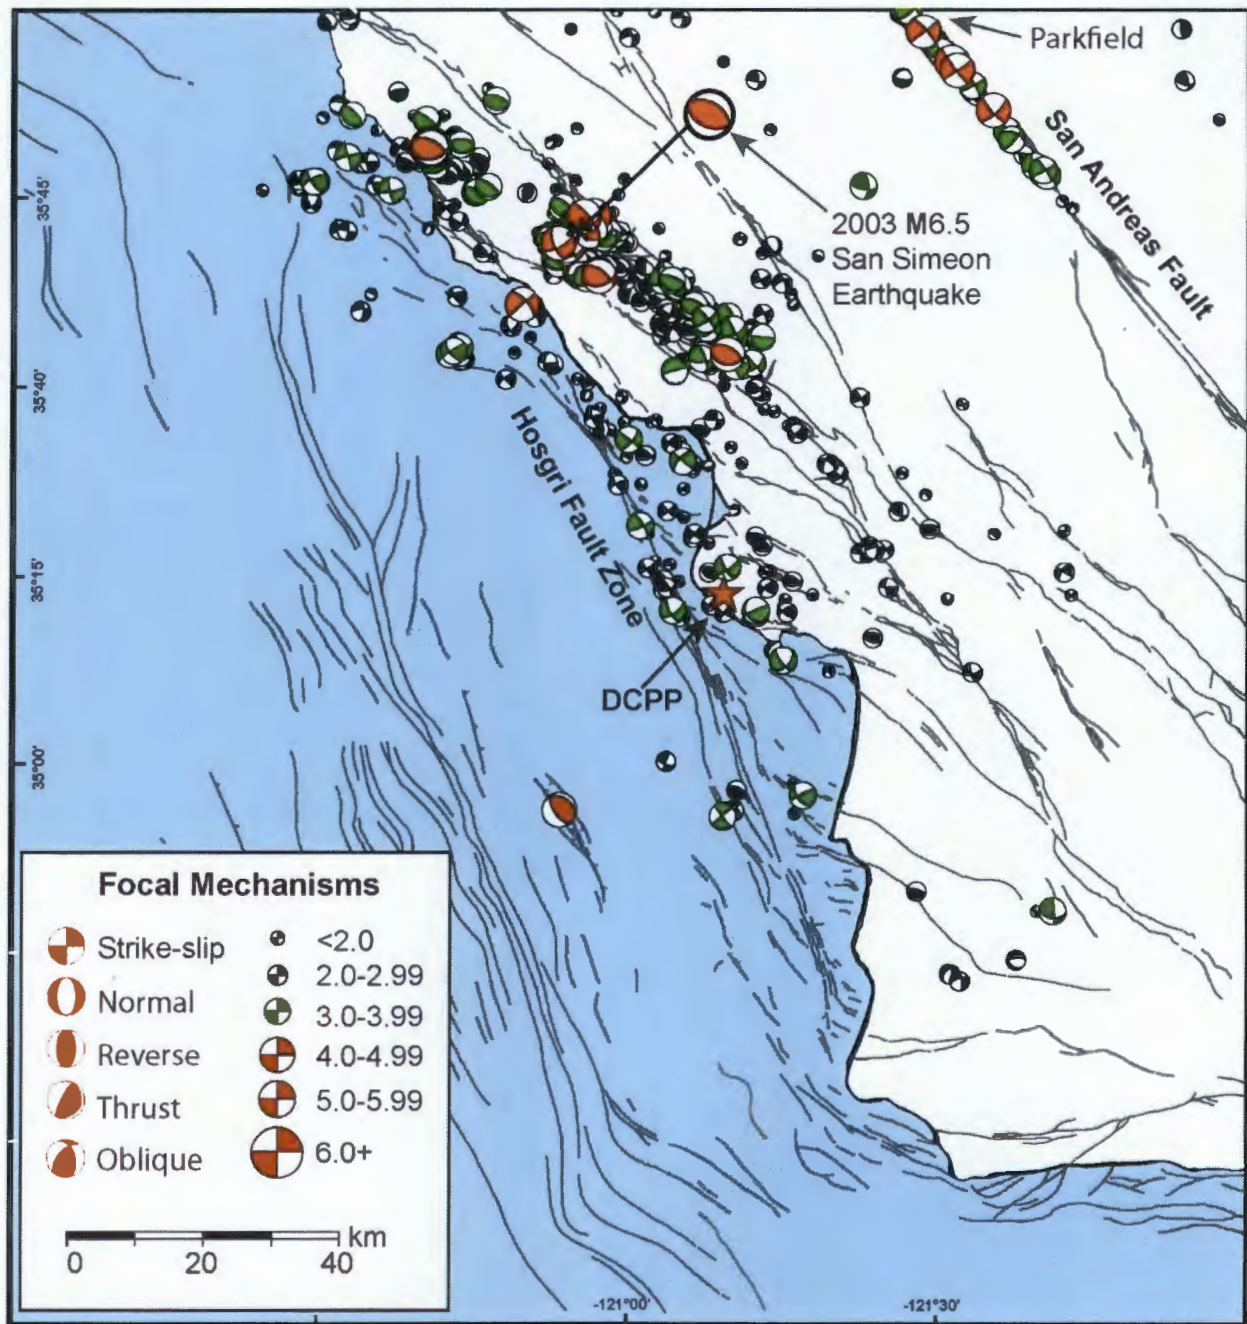 Parkfield
San Andreas Fault
35°45'
2003 M6.5
San Simeon
Earthquake
35°40'
Hosgri Fault Zone
35°15'
DCPP
35°00'
Focal Mechanisms
Strike-slip
Normal
Reverse
Thrust
Oblique
<2.0
2.0-2.99
3.0-3.99
4.0-4.99
5.0-5.99
6.0+
km
0 20 40
-121°00'
-121°30'